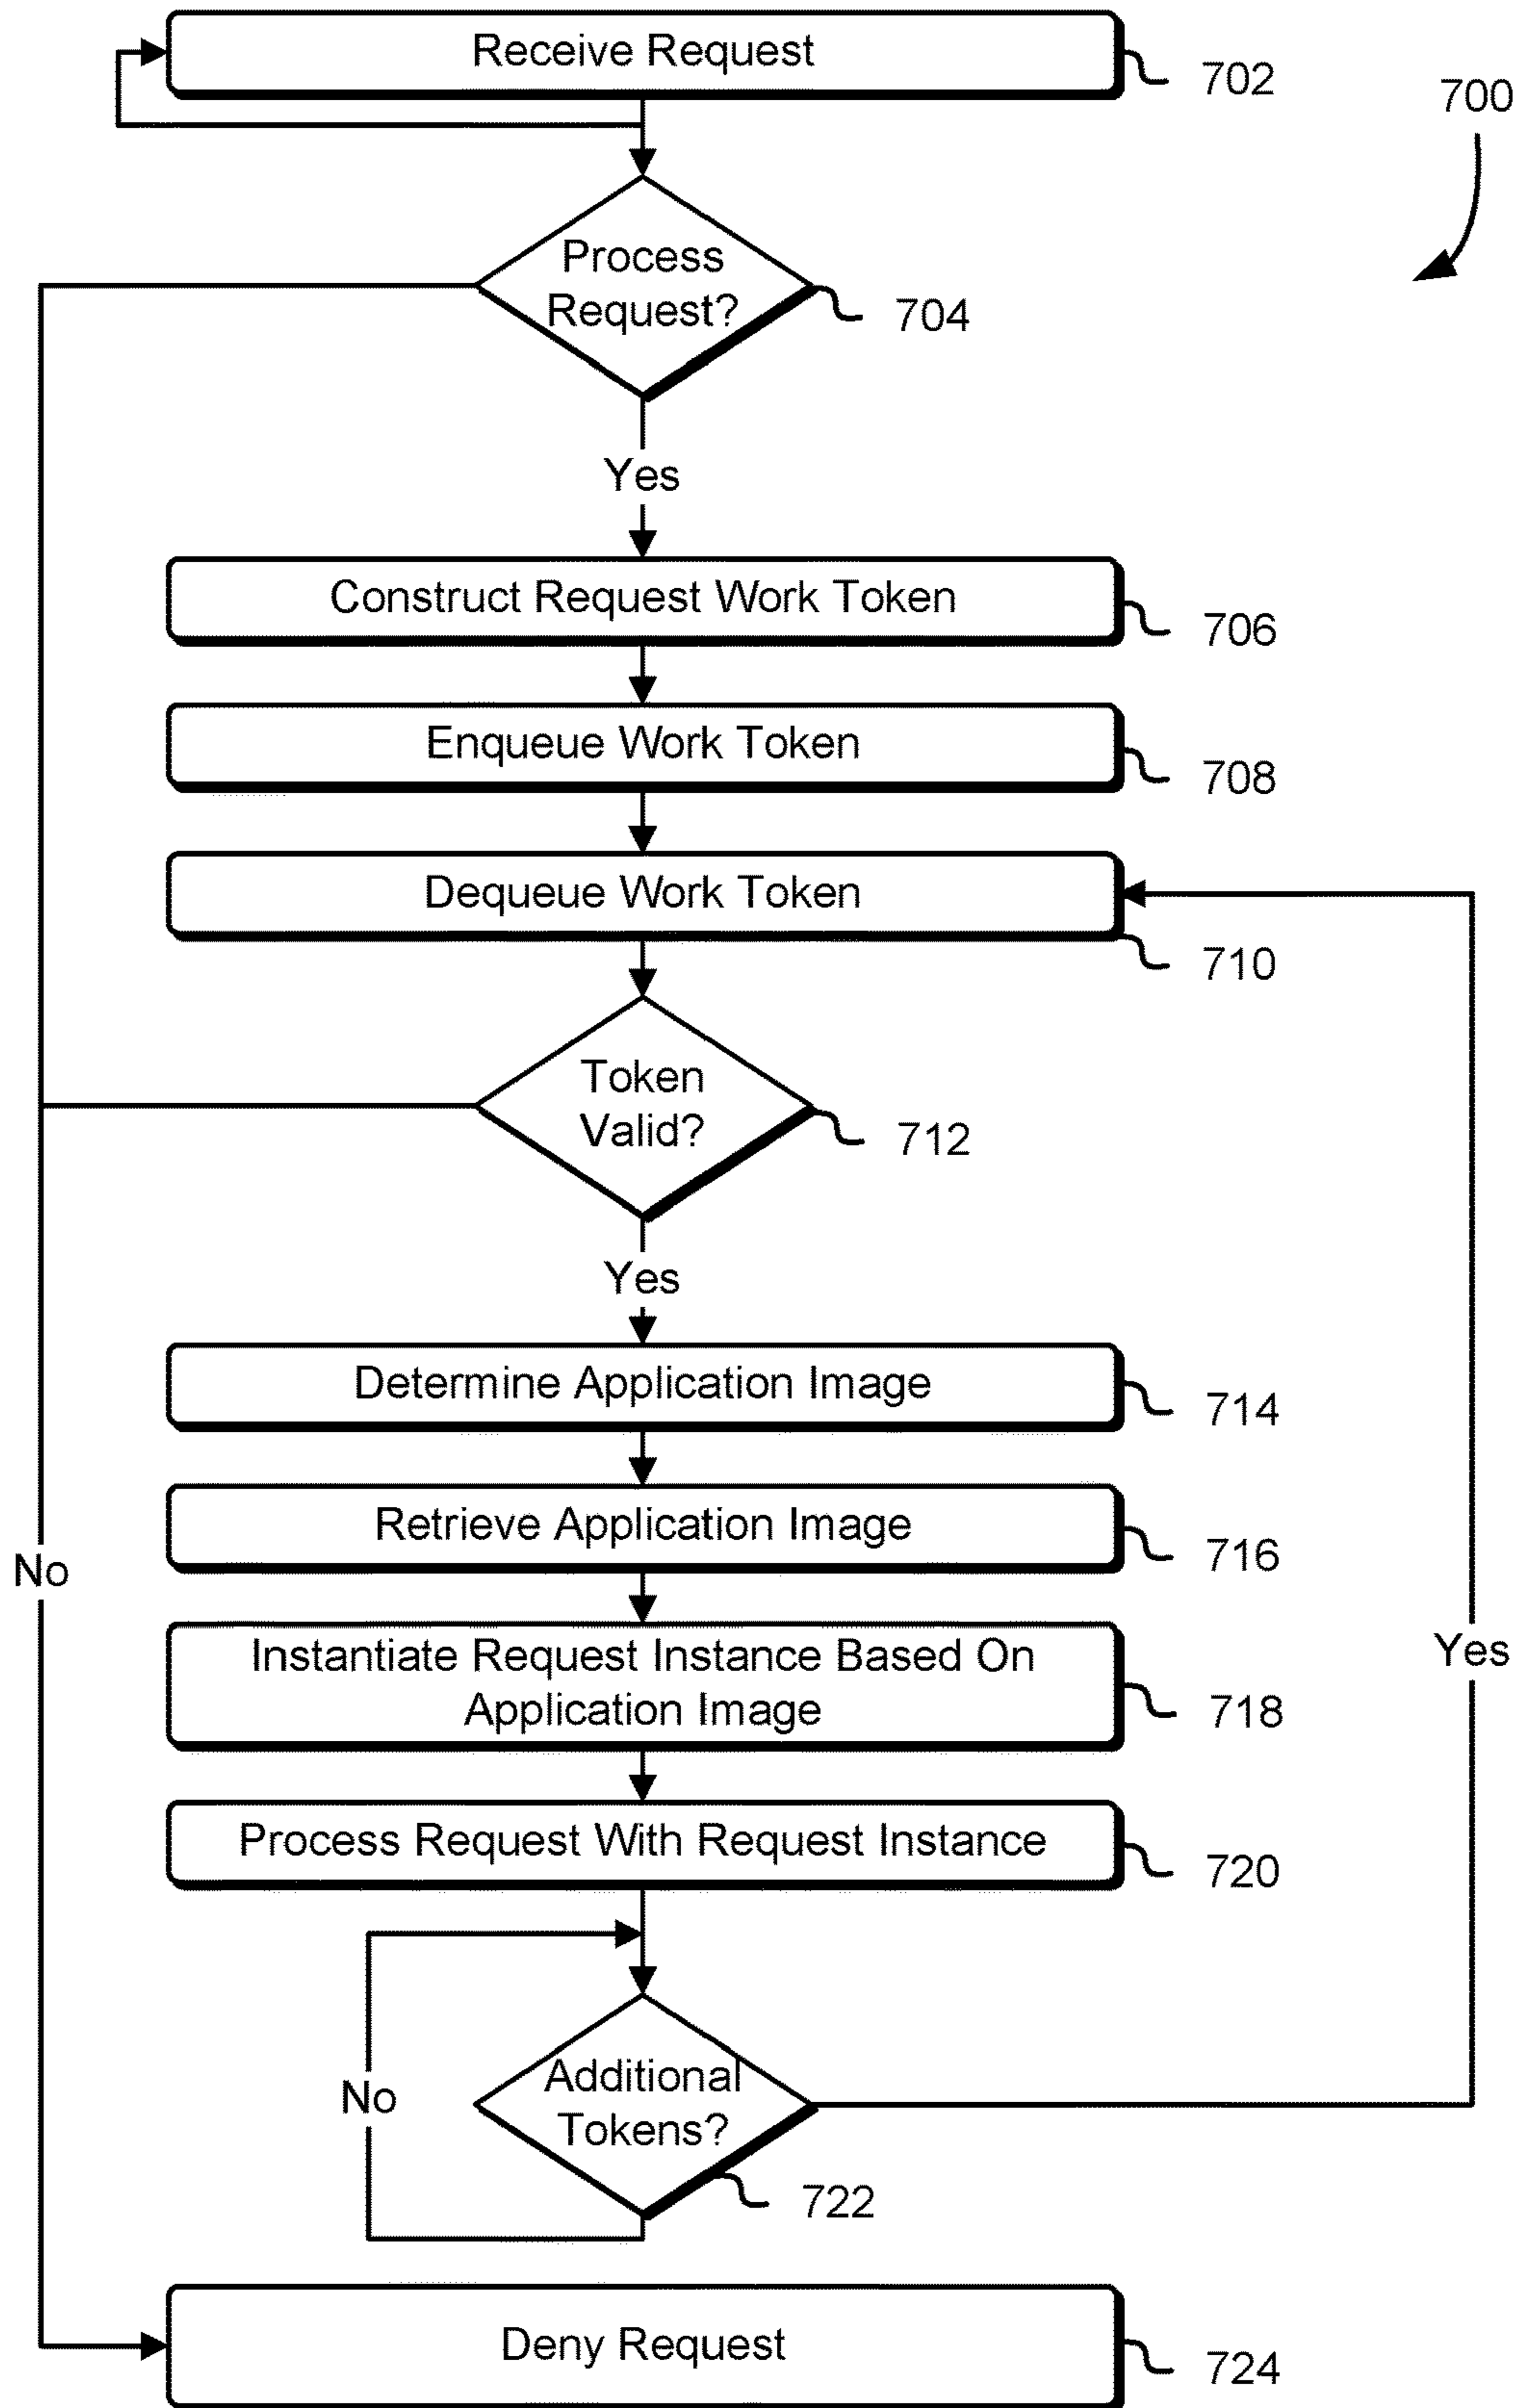 Receive Request
702
700
Process
Request?
704
Yes
Construct Request Work Token
706
Enqueue Work Token
708
Dequeue Work Token
710
Token
Valid?
712
Yes
Determine Application Image
714
Retrieve Application Image
716
No
Instantiate Request Instance Based On
Application Image
718
Yes
Process Request With Request Instance
720
Additional
Tokens?
No
722
Deny Request
724